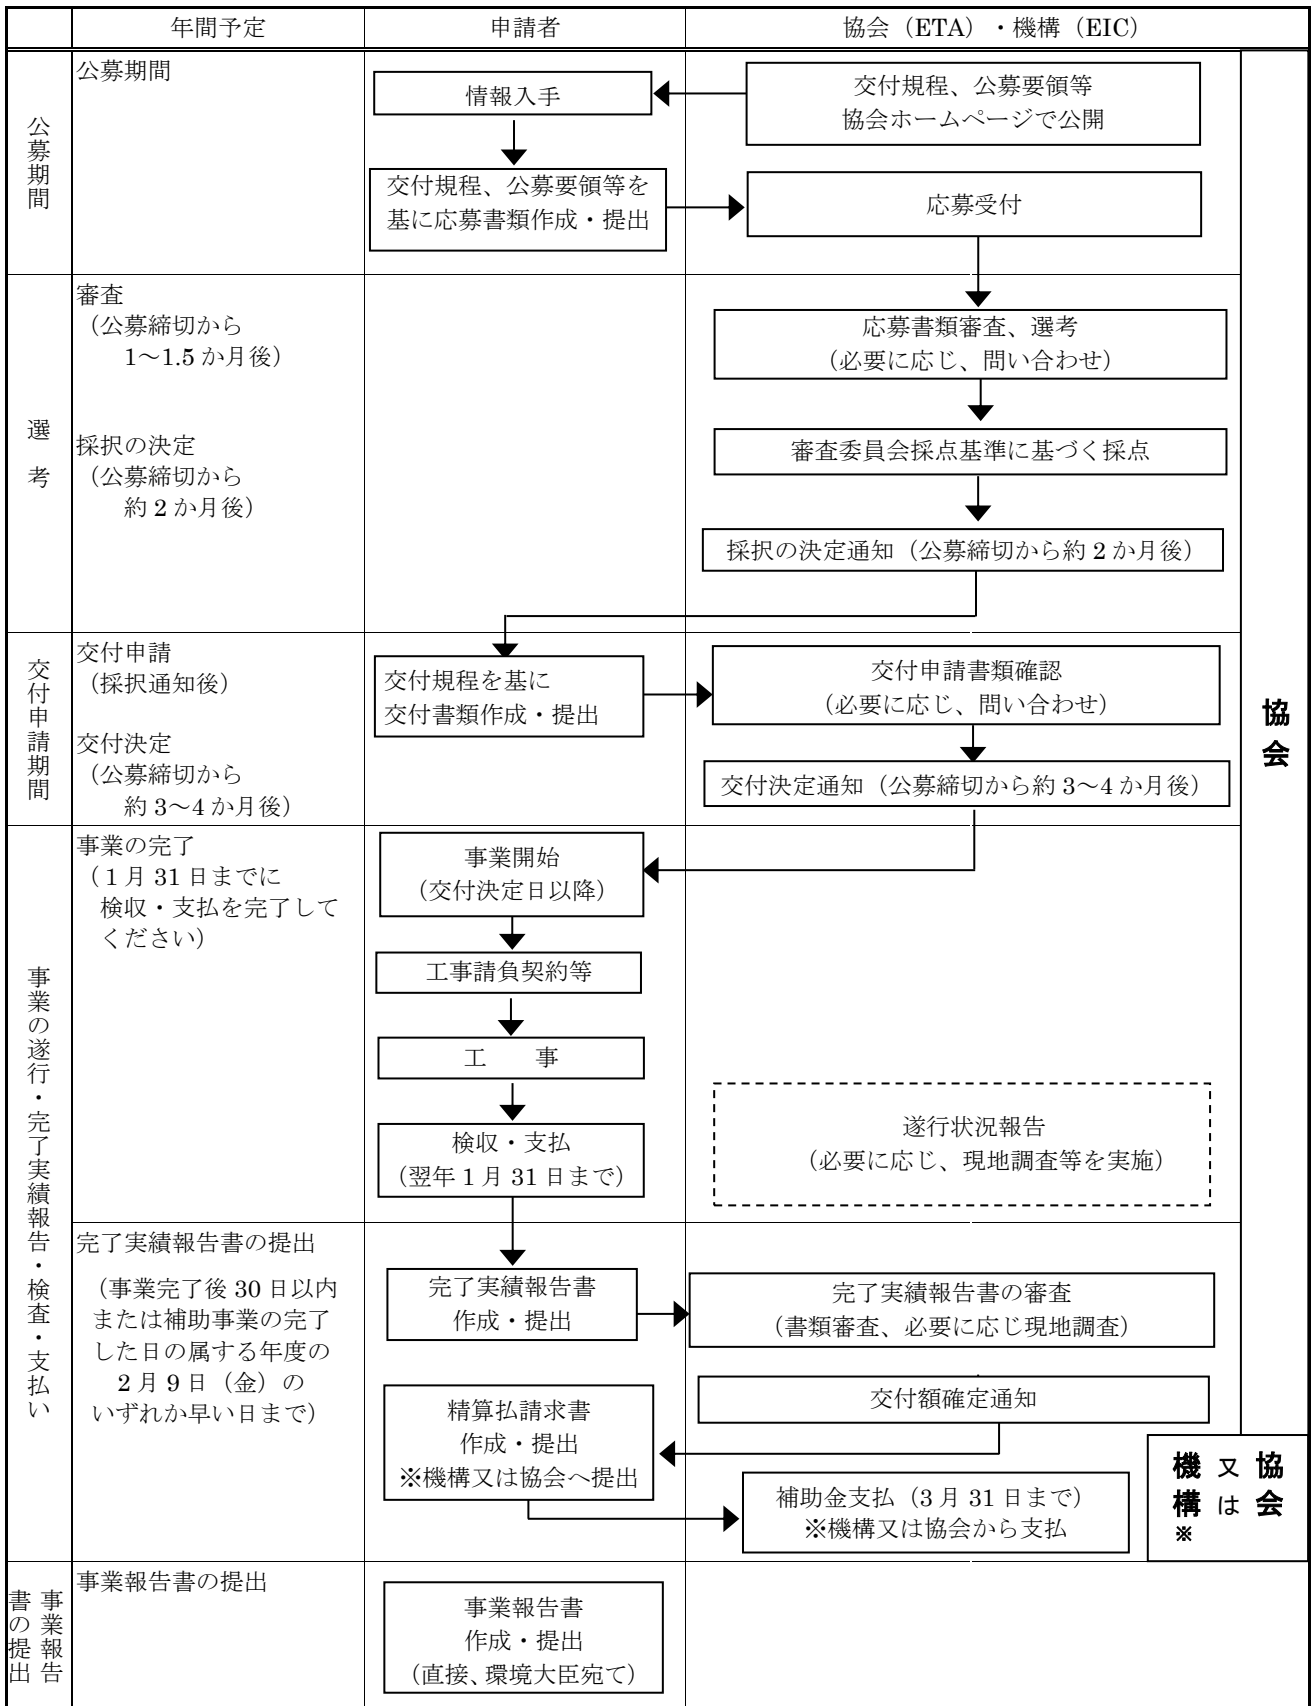 年間予定
申請者
協会（ETA）・機構（EIC）
公募期間
公募期間
情報入手
交付規程、公募要領等
協会ホームページで公開
交付規程、公募要領等を
基に応募書類作成・提出
応募受付
選考
審査
（公募締切から
1～1.5 か月後）
採択の決定
（公募締切から
約 2 か月後）
応募書類審査、選考
（必要に応じ、問い合わせ）
審査委員会採点基準に基づく採点
採択の決定通知（公募締切から約 2 か月後）
交付申請期間
交付申請
（採択通知後）
交付決定
（公募締切から
約 3～4 か月後）
交付規程を基に
交付書類作成・提出
交付申請書類確認
（必要に応じ、問い合わせ）
交付決定通知（公募締切から約 3～4 か月後）
協会
事業の遂行・完了実績報告・検査・支払い
事業の完了
（1 月 31 日までに
検収・支払を完了して
ください）
事業開始
（交付決定日以降）
工事請負契約等
工　事
検収・支払
（翌年 1 月 31 日まで）
遂行状況報告
（必要に応じ、現地調査等を実施）
完了実績報告書の提出
（事業完了後 30 日以内
または補助事業の完了
した日の属する年度の
2 月 9 日（金）の
いずれか早い日まで）
完了実績報告書
作成・提出
完了実績報告書の審査
（書類審査、必要に応じ現地調査）
交付額確定通知
精算払請求書
作成・提出
※機構又は協会へ提出
補助金支払（3 月 31 日まで）
※機構又は協会から支払
協会
又は
機構※
事業報告
書の提出
事業報告書の提出
事業報告書
作成・提出
（直接、環境大臣宛て）